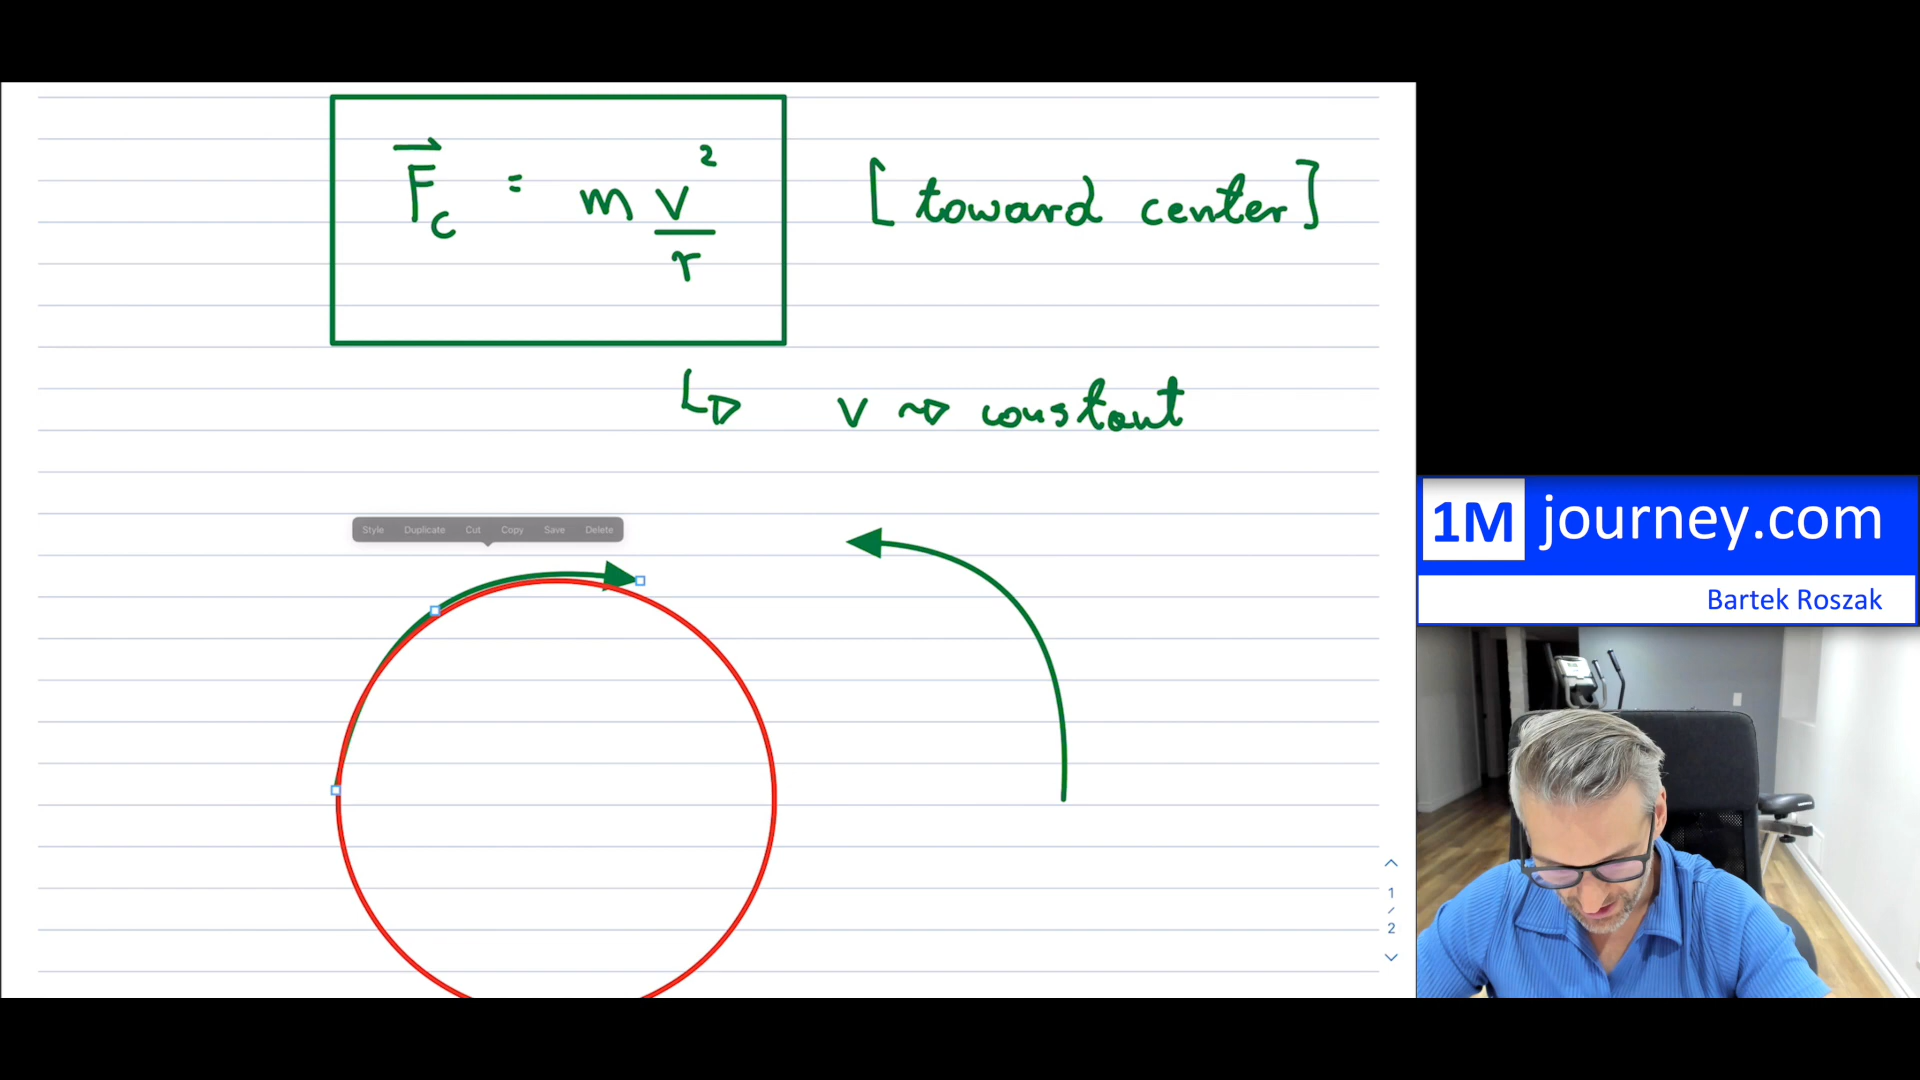 F⃗c = m v² / r [toward center]
v ⇝ constant
Style Duplicate Cut Copy Save Delete
1
/
2
1M journey.com
Bartek Roszak